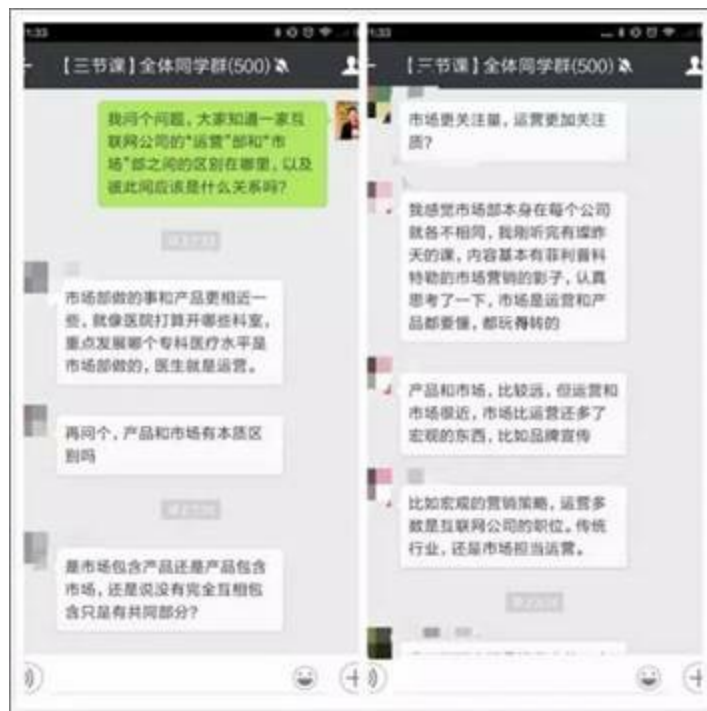 1:33
【三节课】全体同学群(500)
我问个问题，大家知道一家互
联网公司的“运营”部和“市
场”部之间的区别在哪里，以及
彼此间应该是什么关系吗？
市场部做的事和产品更相近一
些，就像医院打算开哪些科室，
重点发展哪个专科医疗水平是
市场部做的，医生就是运营。
再问个，产品和市场有本质区
别吗
是市场包含产品还是产品包含
市场，还是说没有完全互相包
含只是有共同部分？
1:33
【三节课】全体同学群(500)
市场更关注量，运营更加关注
质？
我感觉市场部本身在每个公司
就各不相同，我刚听完有璨昨
天的课，内容基本有菲利普科
特勒的市场营销的影子，认真
思考了一下，市场是运营和产
品都要懂，都玩得转的
产品和市场，比较远，但运营和
市场很近，市场比运营还多了
宏观的东西，比如品牌宣传
比如宏观的营销策略，运营多
数是互联网公司的职位。传统
行业，还是市场担当运营。